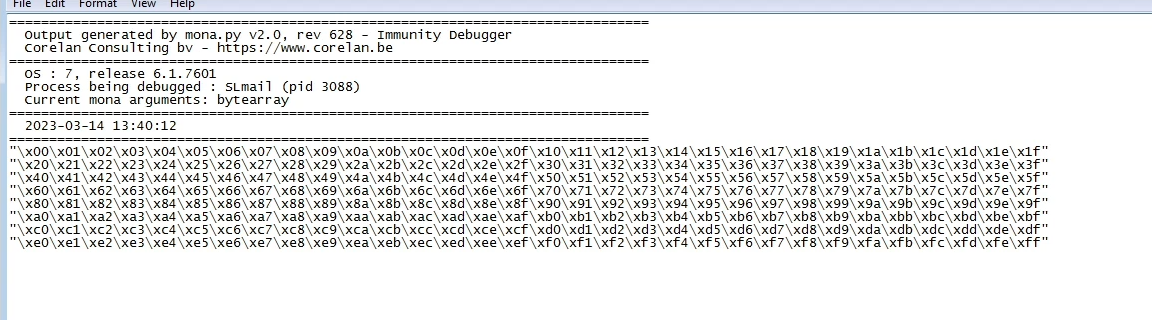 File Edit Format View Help
================================================================================
Output generated by mona.py v2.0, rev 628 - Immunity Debugger
Corelan Consulting bv - https://www.corelan.be
================================================================================
OS : 7, release 6.1.7601
Process being debugged : SLmail (pid 3088)
Current mona arguments: bytearray
================================================================================
2023-03-14 13:40:12
================================================================================
"\x00\x01\x02\x03\x04\x05\x06\x07\x08\x09\x0a\x0b\x0c\x0d\x0e\x0f\x10\x11\x12\x13\x14\x15\x16\x17\x18\x19\x1a\x1b\x1c\x1d\x1e\x1f"
"\x20\x21\x22\x23\x24\x25\x26\x27\x28\x29\x2a\x2b\x2c\x2d\x2e\x2f\x30\x31\x32\x33\x34\x35\x36\x37\x38\x39\x3a\x3b\x3c\x3d\x3e\x3f"
"\x40\x41\x42\x43\x44\x45\x46\x47\x48\x49\x4a\x4b\x4c\x4d\x4e\x4f\x50\x51\x52\x53\x54\x55\x56\x57\x58\x59\x5a\x5b\x5c\x5d\x5e\x5f"
"\x60\x61\x62\x63\x64\x65\x66\x67\x68\x69\x6a\x6b\x6c\x6d\x6e\x6f\x70\x71\x72\x73\x74\x75\x76\x77\x78\x79\x7a\x7b\x7c\x7d\x7e\x7f"
"\x80\x81\x82\x83\x84\x85\x86\x87\x88\x89\x8a\x8b\x8c\x8d\x8e\x8f\x90\x91\x92\x93\x94\x95\x96\x97\x98\x99\x9a\x9b\x9c\x9d\x9e\x9f"
"\xa0\xa1\xa2\xa3\xa4\xa5\xa6\xa7\xa8\xa9\xaa\xab\xac\xad\xae\xaf\xb0\xb1\xb2\xb3\xb4\xb5\xb6\xb7\xb8\xb9\xba\xbb\xbc\xbd\xbe\xbf"
"\xc0\xc1\xc2\xc3\xc4\xc5\xc6\xc7\xc8\xc9\xca\xcb\xcc\xcd\xce\xcf\xd0\xd1\xd2\xd3\xd4\xd5\xd6\xd7\xd8\xd9\xda\xdb\xdc\xdd\xde\xdf"
"\xe0\xe1\xe2\xe3\xe4\xe5\xe6\xe7\xe8\xe9\xea\xeb\xec\xed\xee\xef\xf0\xf1\xf2\xf3\xf4\xf5\xf6\xf7\xf8\xf9\xfa\xfb\xfc\xfd\xfe\xff"